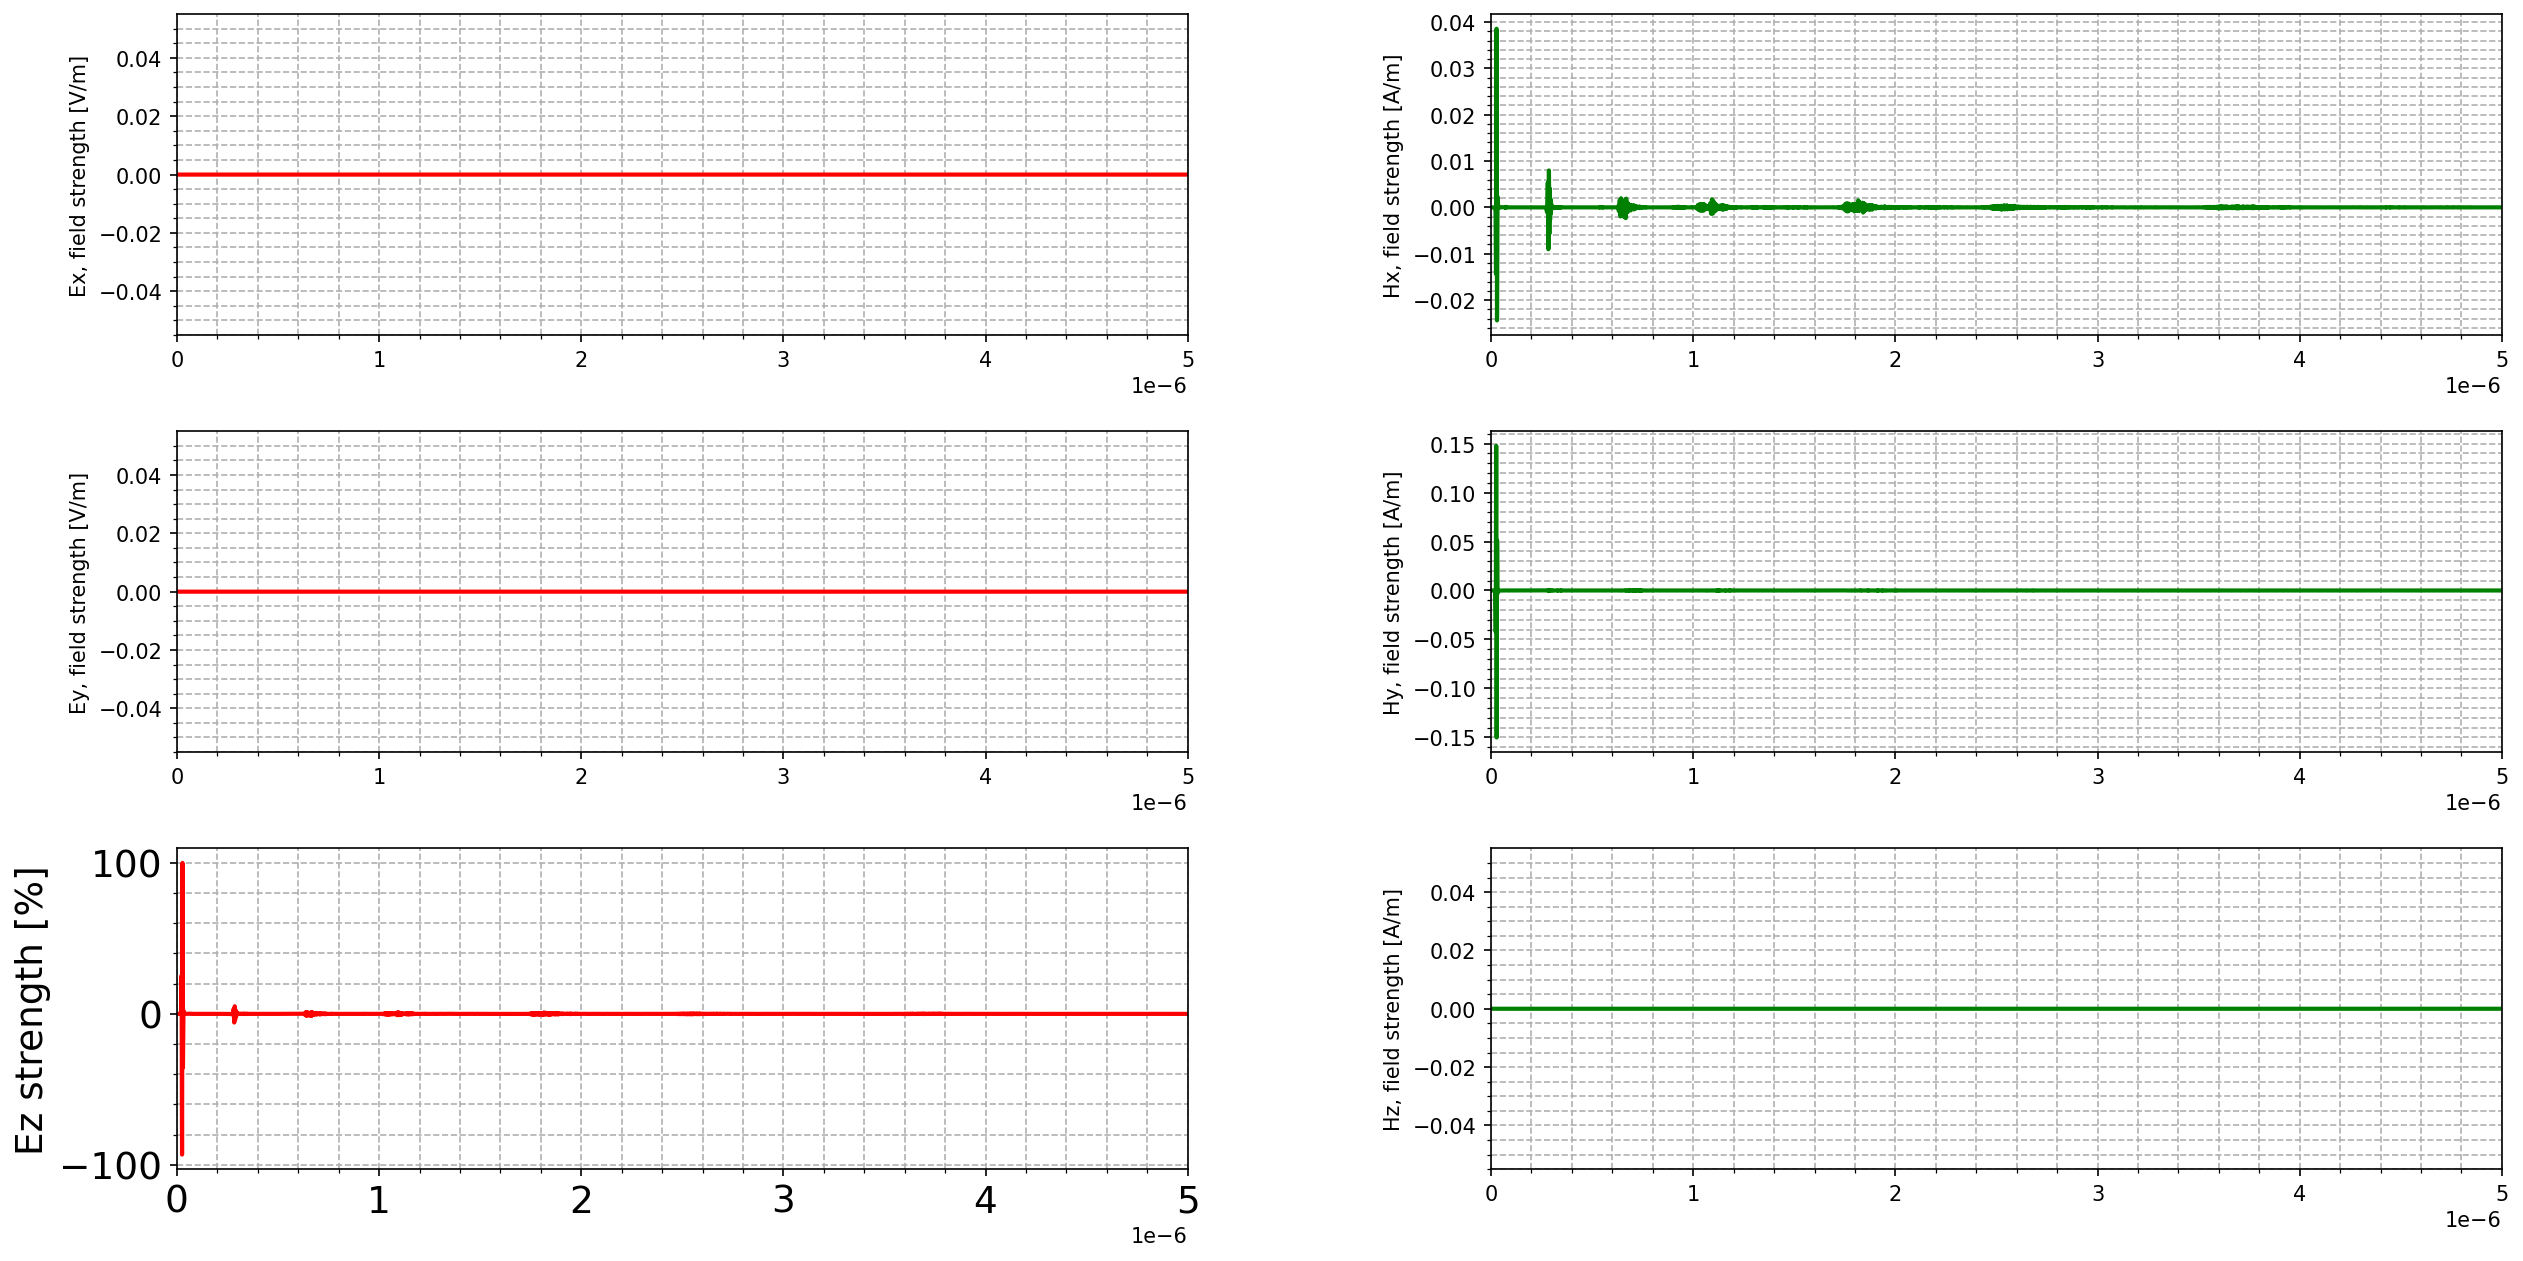 Ex, field strength [V/m]
0.04
0.02
0.00
−0.02
−0.04
0 1 2 3 4 5
1e−6
Hx, field strength [A/m]
0.04
0.03
0.02
0.01
0.00
−0.01
−0.02
0 1 2 3 4 5
1e−6
Ey, field strength [V/m]
0.04
0.02
0.00
−0.02
−0.04
0 1 2 3 4 5
1e−6
Hy, field strength [A/m]
0.15
0.10
0.05
0.00
−0.05
−0.10
−0.15
0 1 2 3 4 5
1e−6
Ez strength [%]
100
0
−100
0 1 2 3 4 5
1e−6
Hz, field strength [A/m]
0.04
0.02
0.00
−0.02
−0.04
0 1 2 3 4 5
1e−6